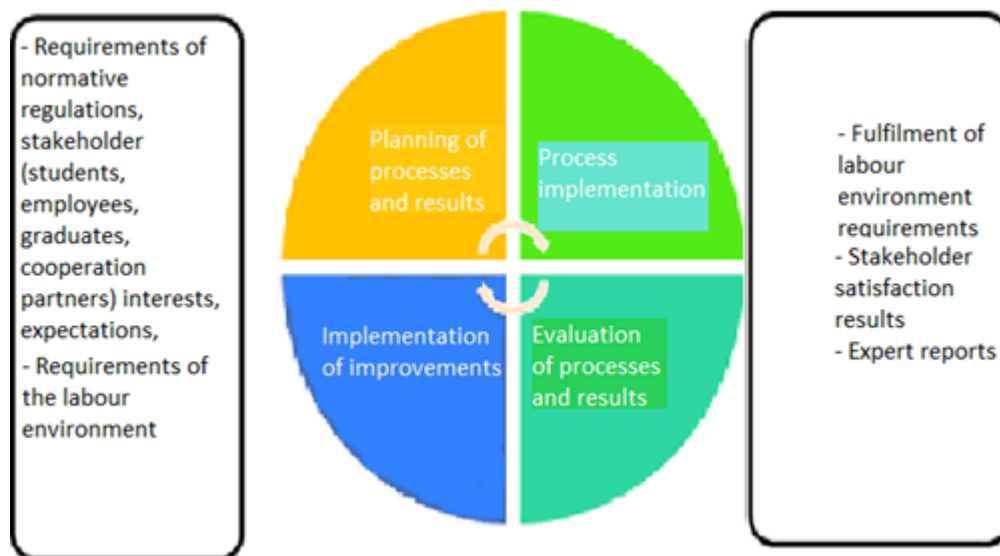 - Requirements of
normative
regulations,
stakeholder
(students,
employees,
graduates,
cooperation
partners) interests,
expectations,
- Requirements of
the labour
environment
Planning of
processes
and results
Process
implementation
Implementation
of improvements
Evaluation
of processes
and results
- Fulfilment of
labour
environment
requirements
- Stakeholder
satisfaction
results
- Expert reports